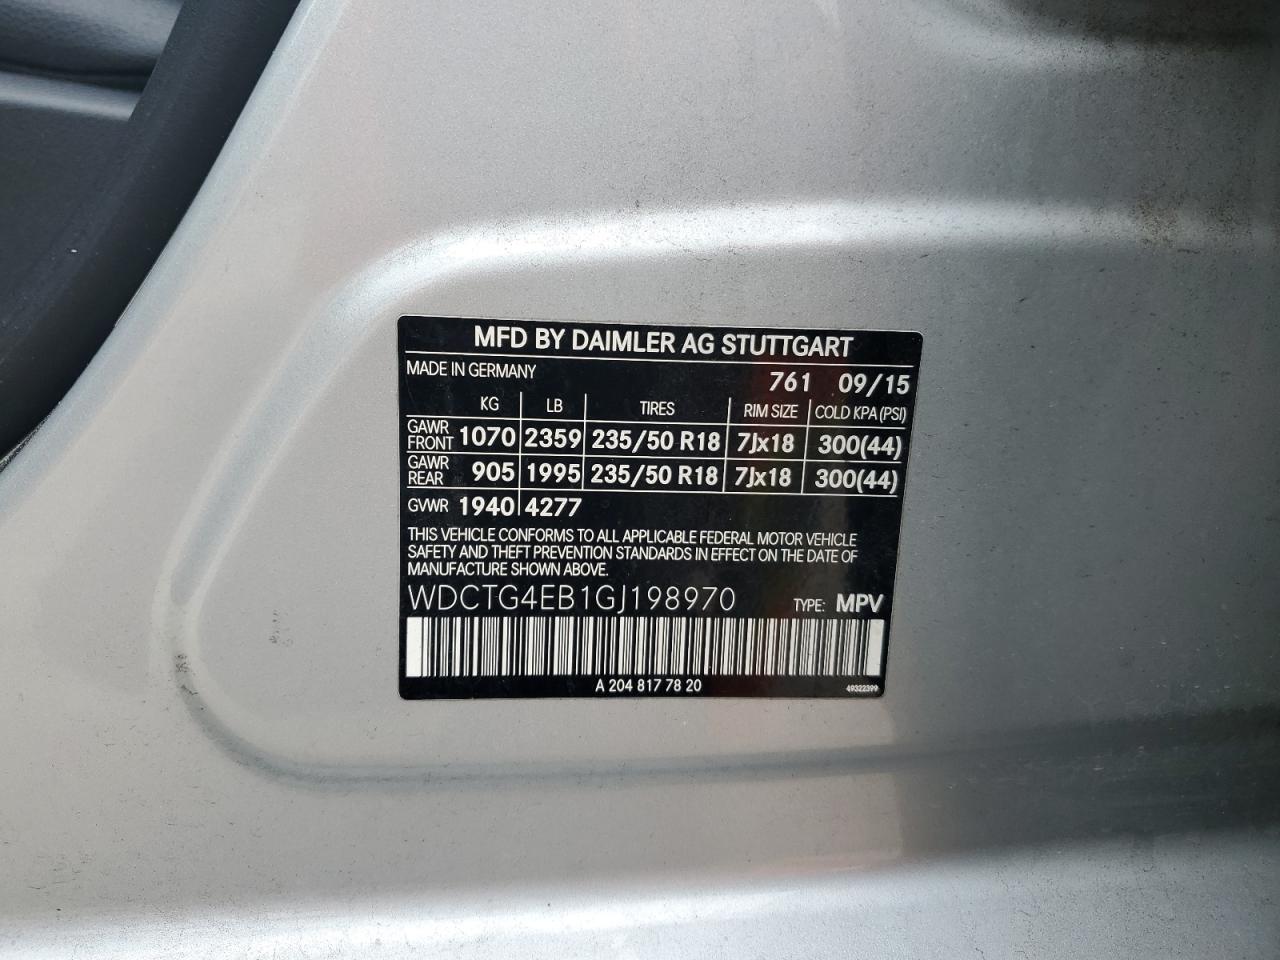 MFD BY DAIMLER AG STUTTGART
MADE IN GERMANY 761 09/15
KG LB TIRES RIM SIZE COLD KPA (PSI)
GAWR FRONT 1070 2359 235/50 R18 7Jx18 300(44)
GAWR REAR 905 1995 235/50 R18 7Jx18 300(44)
GVWR 1940 4277
THIS VEHICLE CONFORMS TO ALL APPLICABLE FEDERAL MOTOR VEHICLE
SAFETY AND THEFT PREVENTION STANDARDS IN EFFECT ON THE DATE OF
MANUFACTURE SHOWN ABOVE.
WDCTG4EB1GJ198970 TYPE: MPV
A 204 817 78 20 49322399